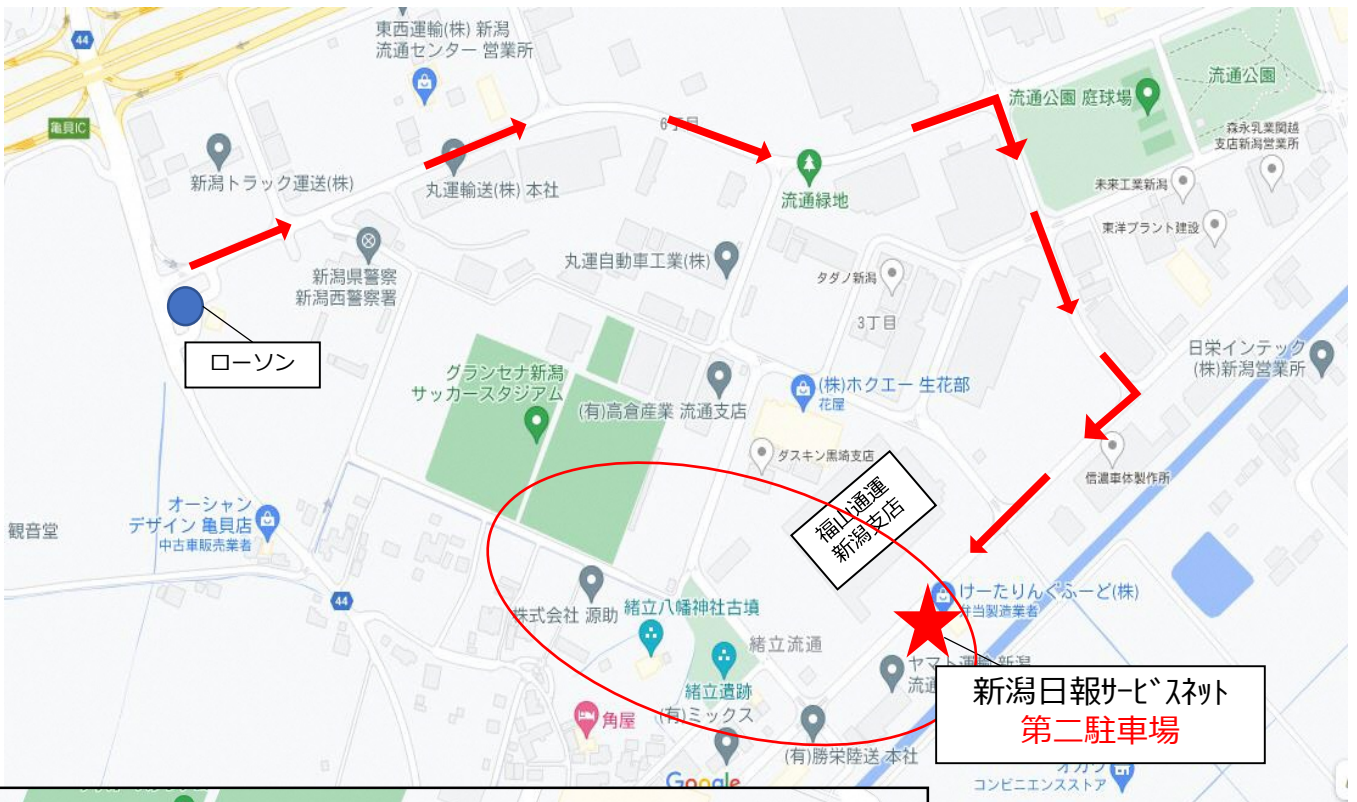 東西運輸(株) 新潟
流通センター 営業所
44
亀貝IC
流通公園
流通公園 庭球場
6丁目
森永乳業関越
支店新潟営業所
新潟トラック運送(株)
丸運輸送(株) 本社
流通緑地
未来工業新潟
東洋プラント建設
新潟県警察
新潟西警察署
丸運自動車工業(株)
タダノ新潟
3丁目
ローソン
日栄インテック
(株)新潟営業所
グランセナ新潟
サッカースタジアム
(有)高倉産業 流通支店
(株)ホクエー 生花部
花屋
ダスキン黒埼支店
信濃車体製作所
福山通運
新潟支店
オーシャン
デザイン 亀貝店
中古車販売業者
観音堂
44
株式会社 源助
緒立八幡神社古墳
けーたりんぐふーど(株)
弁当製造業者
緒立流通
ヤマト運輸 新潟
流通
緒立遺跡
新潟日報ｻｰﾋﾞｽﾈｯﾄ
第二駐車場
角屋
(有)ミックス
(有)勝栄陸送 本社
Google
コンビニエンスストア